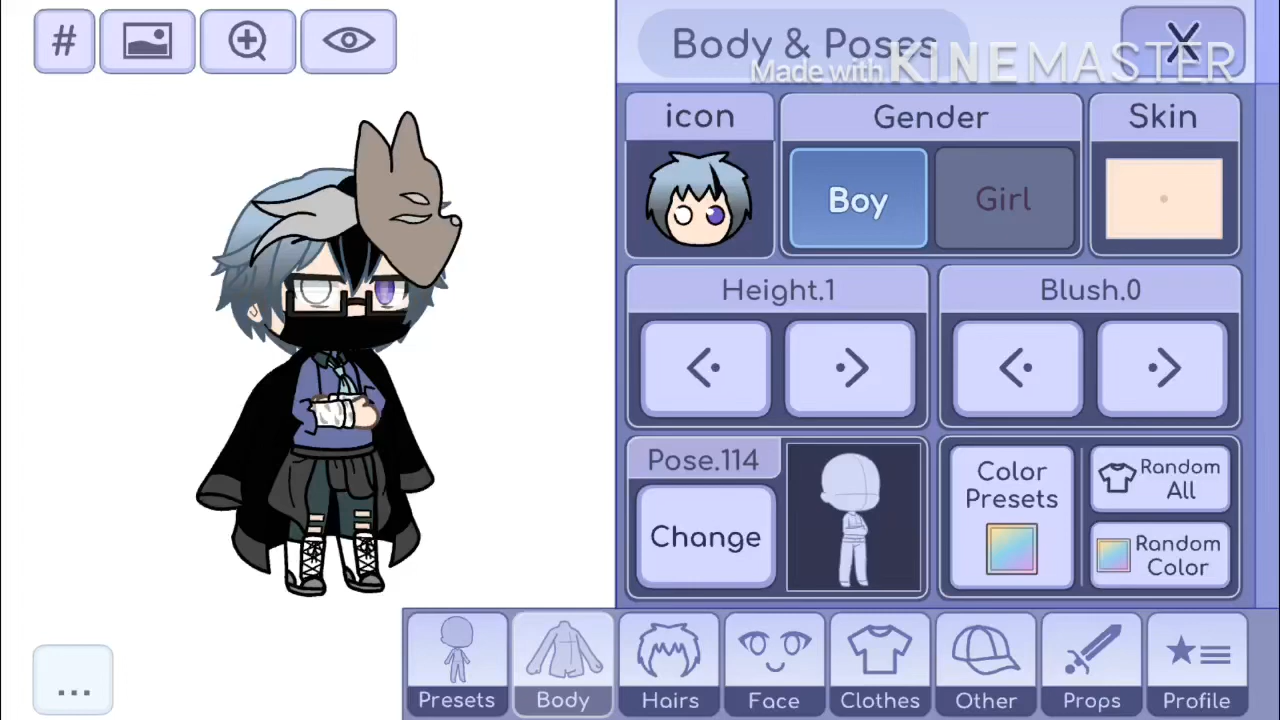 #
Body & Poses
X
Made with KINEMASTER
icon
Gender
Skin
Boy
Girl
Height.1
Blush.0
Pose.114
Change
Color
Presets
Random
All
Random
Color
...
Presets
Body
Hairs
Face
Clothes
Other
Props
Profile